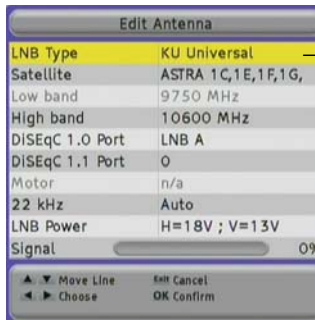 Edit Antenna
LNB Type KU Universal
Satellite ASTRA 1C,1E,1F,1G,
Low band 9750 MHz
High band 10600 MHz
DiSEqC 1.0 Port LNB A
DiSEqC 1.1 Port O
Motor n/a
22 kHz Auto
LNB Power H=18V ; V=13V
Signal 0%
▲ ▼ Move Line Exit Cancel
◄ ► Choose OK Confirm